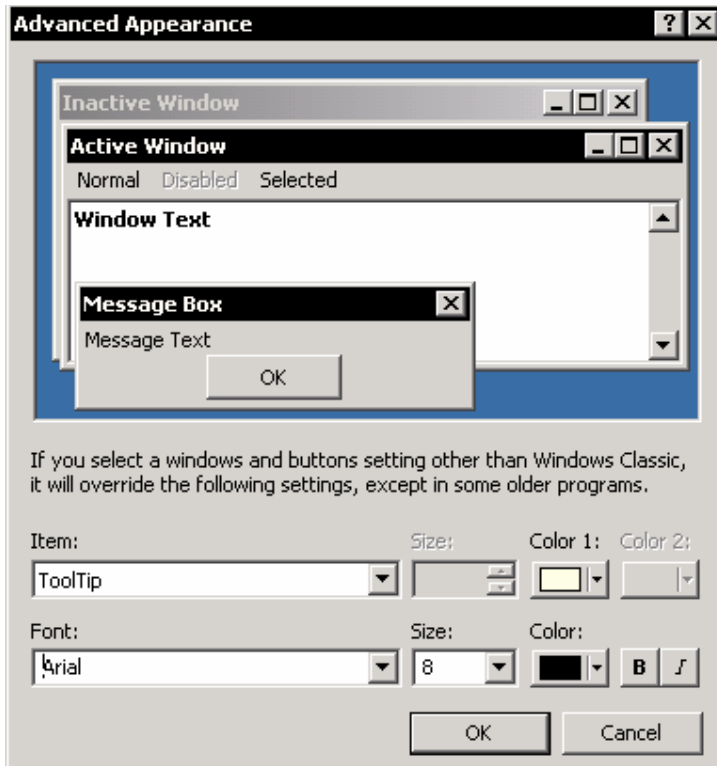 Advanced Appearance
Inactive Window
Active Window
Normal Disabled Selected
Window Text
Message Box
Message Text
OK
If you select a windows and buttons setting other than Windows Classic,
it will override the following settings, except in some older programs.
Item: Size: Color 1: Color 2:
ToolTip
Font: Size: Color:
Arial 8 B I
OK Cancel